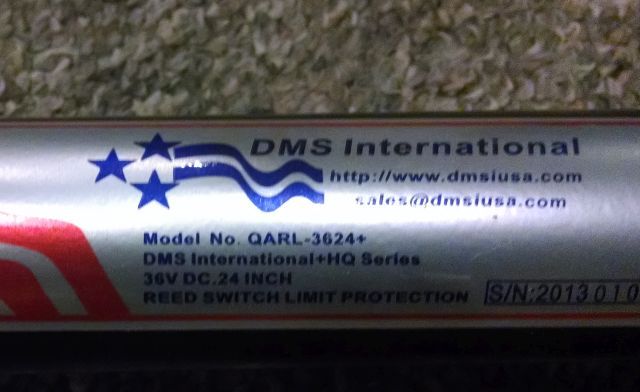 DMS International
http://www.dmsiusa.com
sales@dmsiusa.com
Model No. QARL-3624+
DMS International+HQ Series
36V DC.24 INCH
REED SWITCH LIMIT PROTECTION
S/N:2013010